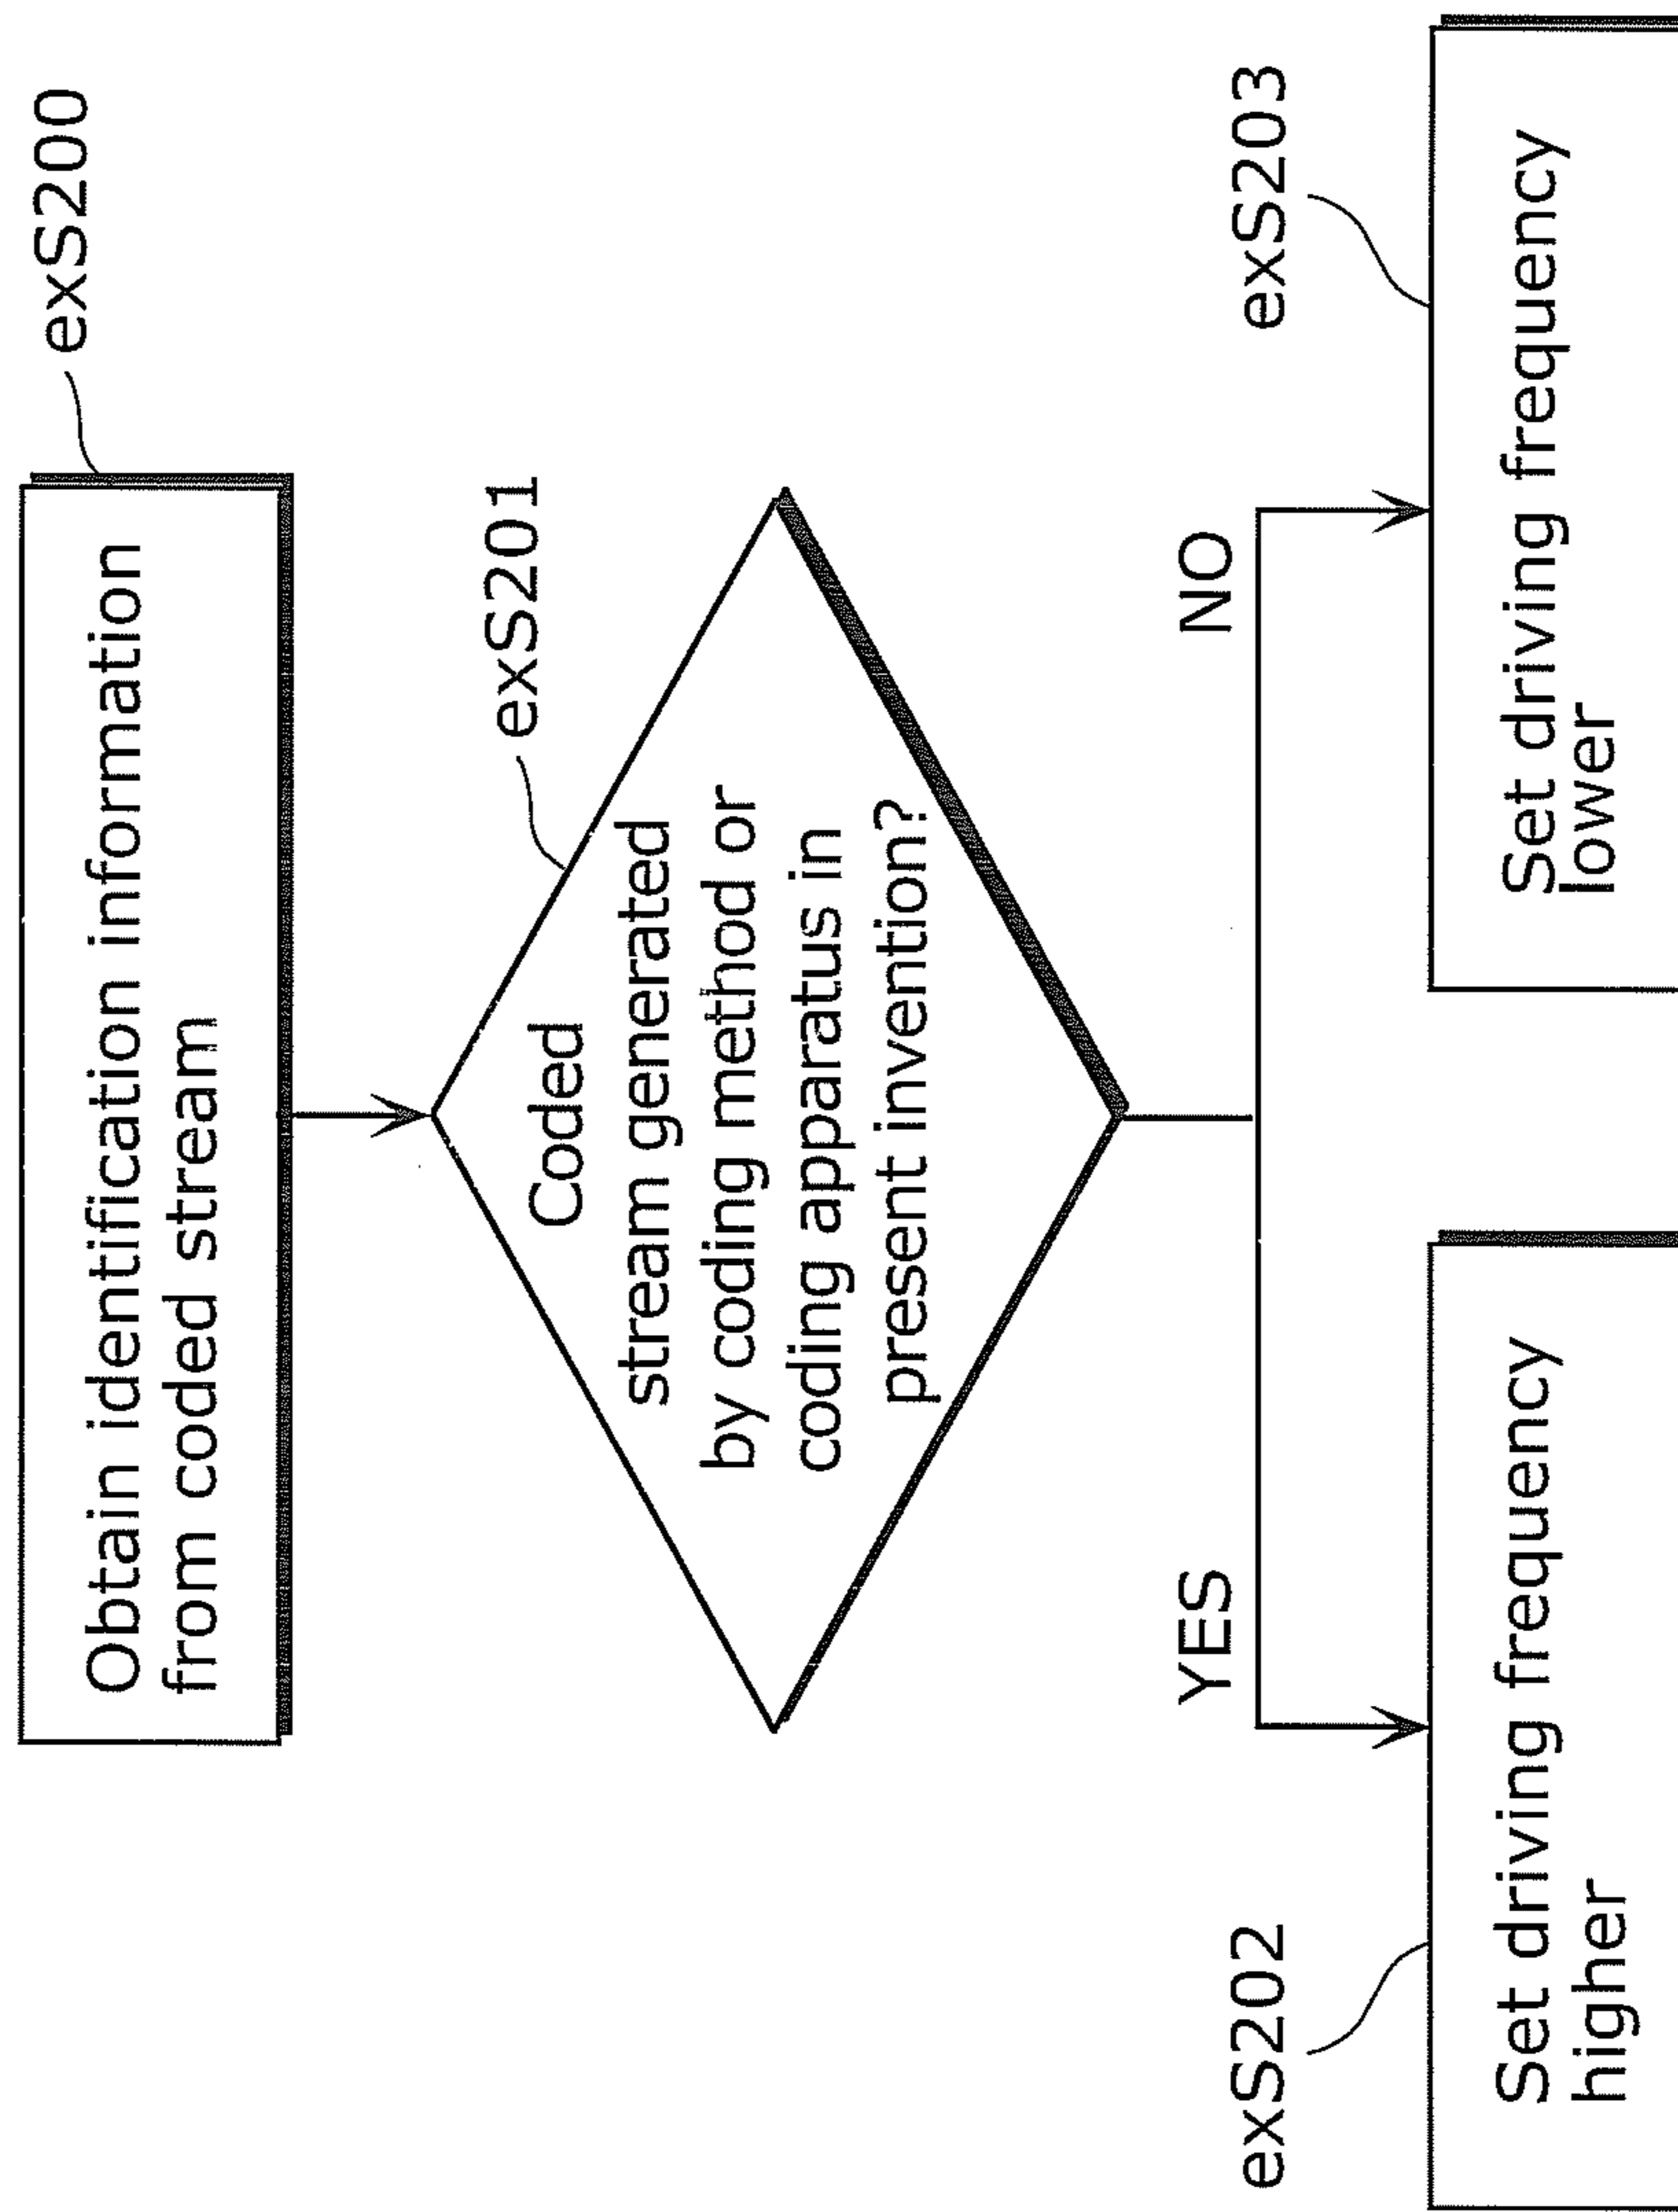 exS200
Obtain identification information
from coded stream
exS201
Coded
stream generated
by coding method or
coding apparatus in
present invention?
YES
NO
exS202
exS203
Set driving frequency
higher
Set driving frequency
lower